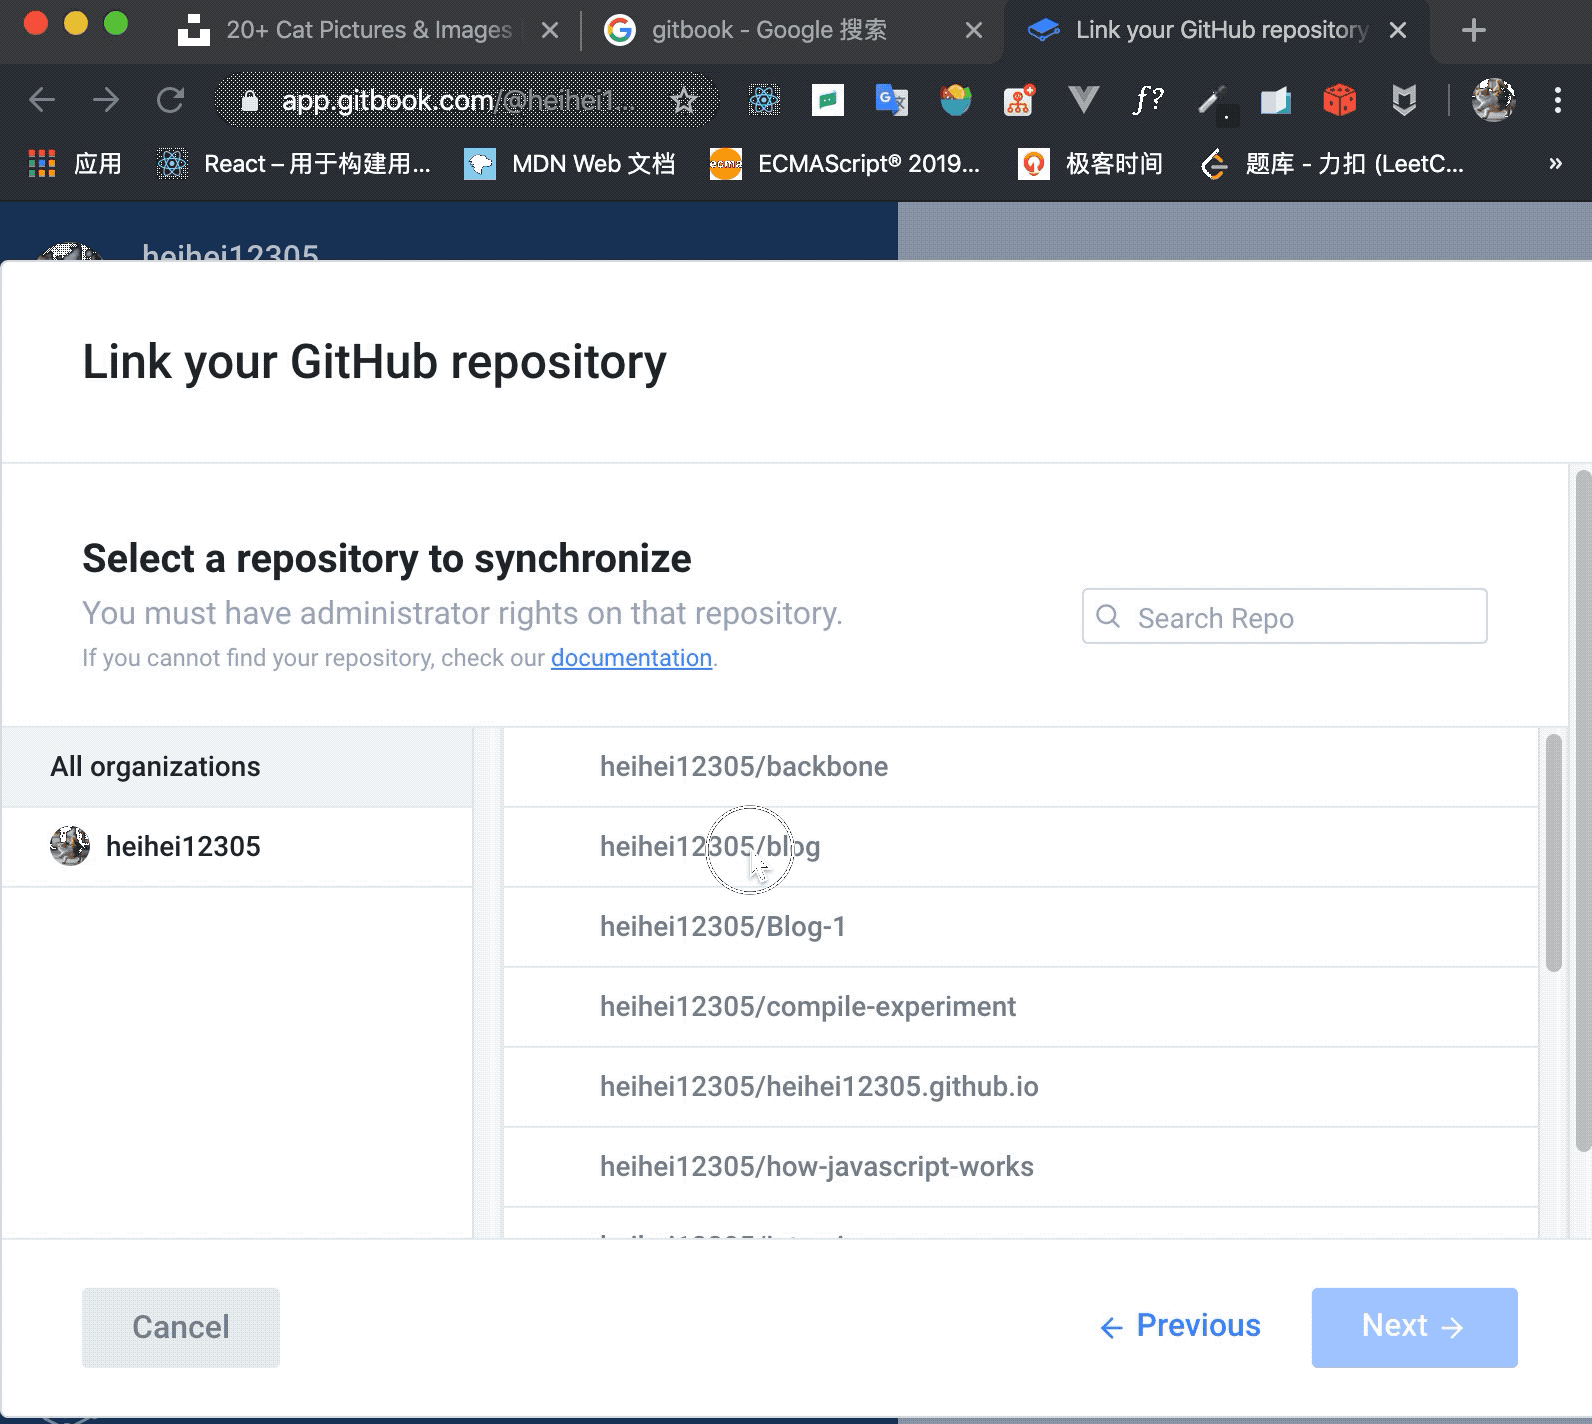 20+ Cat Pictures & Images
gitbook - Google 搜索
Link your GitHub repository
app.gitbook.com/@heihei1...
f?
应用
React – 用于构建用...
MDN Web 文档
ecma
ECMAScript® 2019...
极客时间
题库 - 力扣 (LeetC...
»
heihei12305
Link your GitHub repository
Select a repository to synchronize
You must have administrator rights on that repository.
If you cannot find your repository, check our documentation.
Search Repo
All organizations
heihei12305
heihei12305/backbone
heihei12305/blog
heihei12305/Blog-1
heihei12305/compile-experiment
heihei12305/heihei12305.github.io
heihei12305/how-javascript-works
Cancel
← Previous
Next →